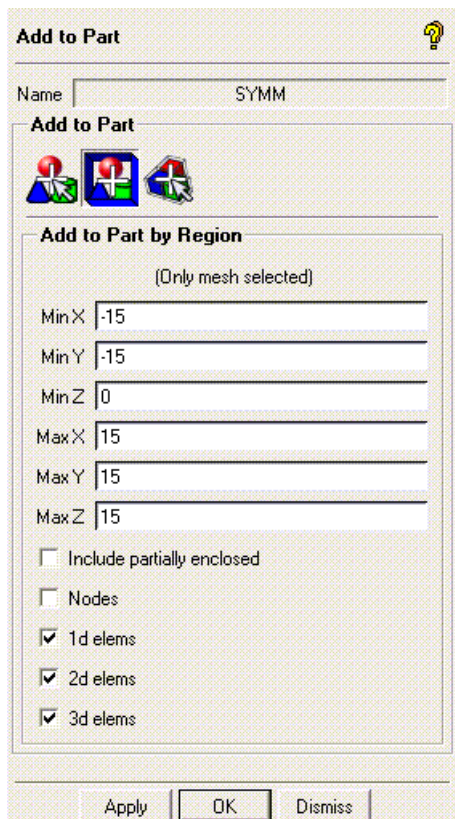 Add to Part
Name SYMM
Add to Part
Add to Part by Region
(Only mesh selected)
Min X -15
Min Y -15
Min Z 0
Max X 15
Max Y 15
Max Z 15
Include partially enclosed
Nodes
1d elems
2d elems
3d elems
Apply OK Dismiss